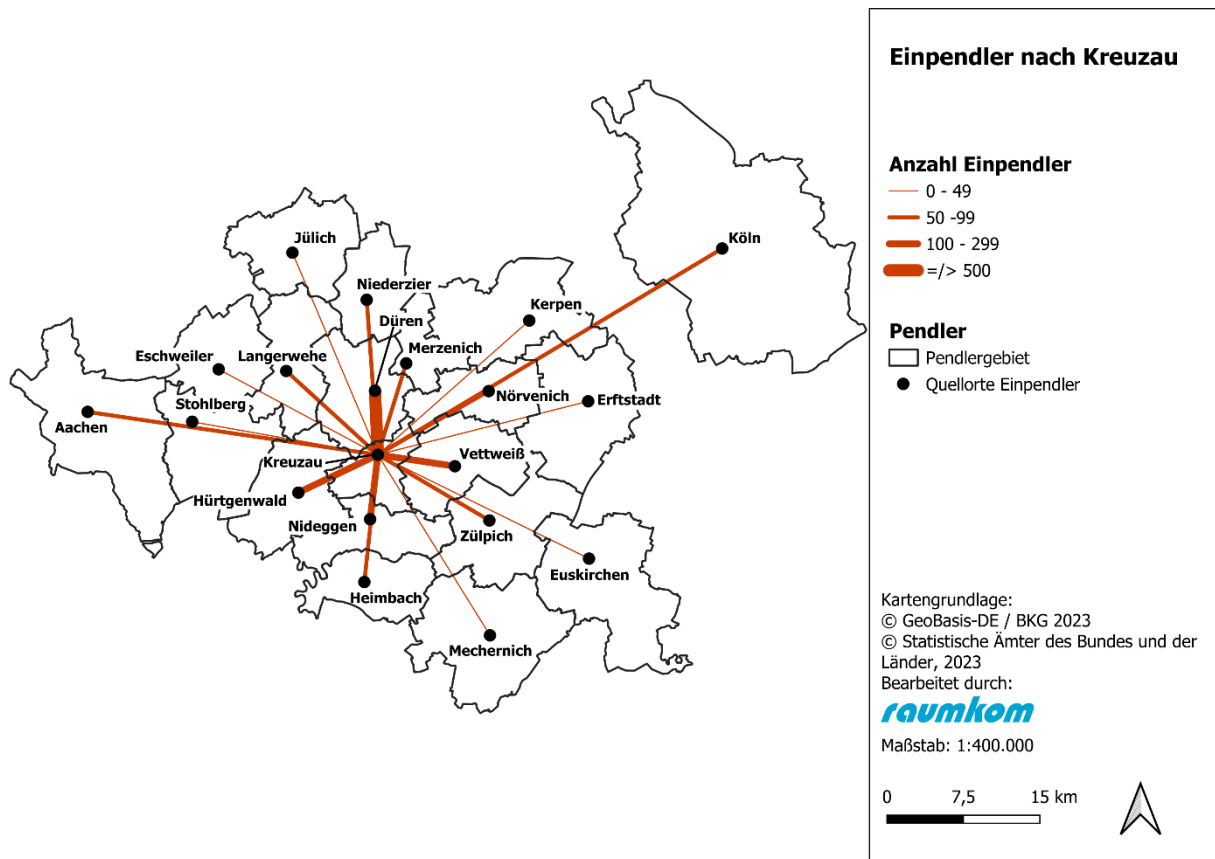 Einpendler nach Kreuzau
Anzahl Einpendler
0 - 49
50 -99
100 - 299
=/> 500
Pendler
Pendlergebiet
Quellorte Einpendler
Köln
Jülich
Niederzier
Kerpen
Düren
Merzenich
Eschweiler
Langerwehe
Nörvenich
Erftstadt
Stohlberg
Aachen
Kreuzau
Vettweiß
Hürtgenwald
Nideggen
Zülpich
Euskirchen
Heimbach
Mechernich
Kartengrundlage:
© GeoBasis-DE / BKG 2023
© Statistische Ämter des Bundes und der
Länder, 2023
Bearbeitet durch:
raumkom
Maßstab: 1:400.000
0 7,5 15 km